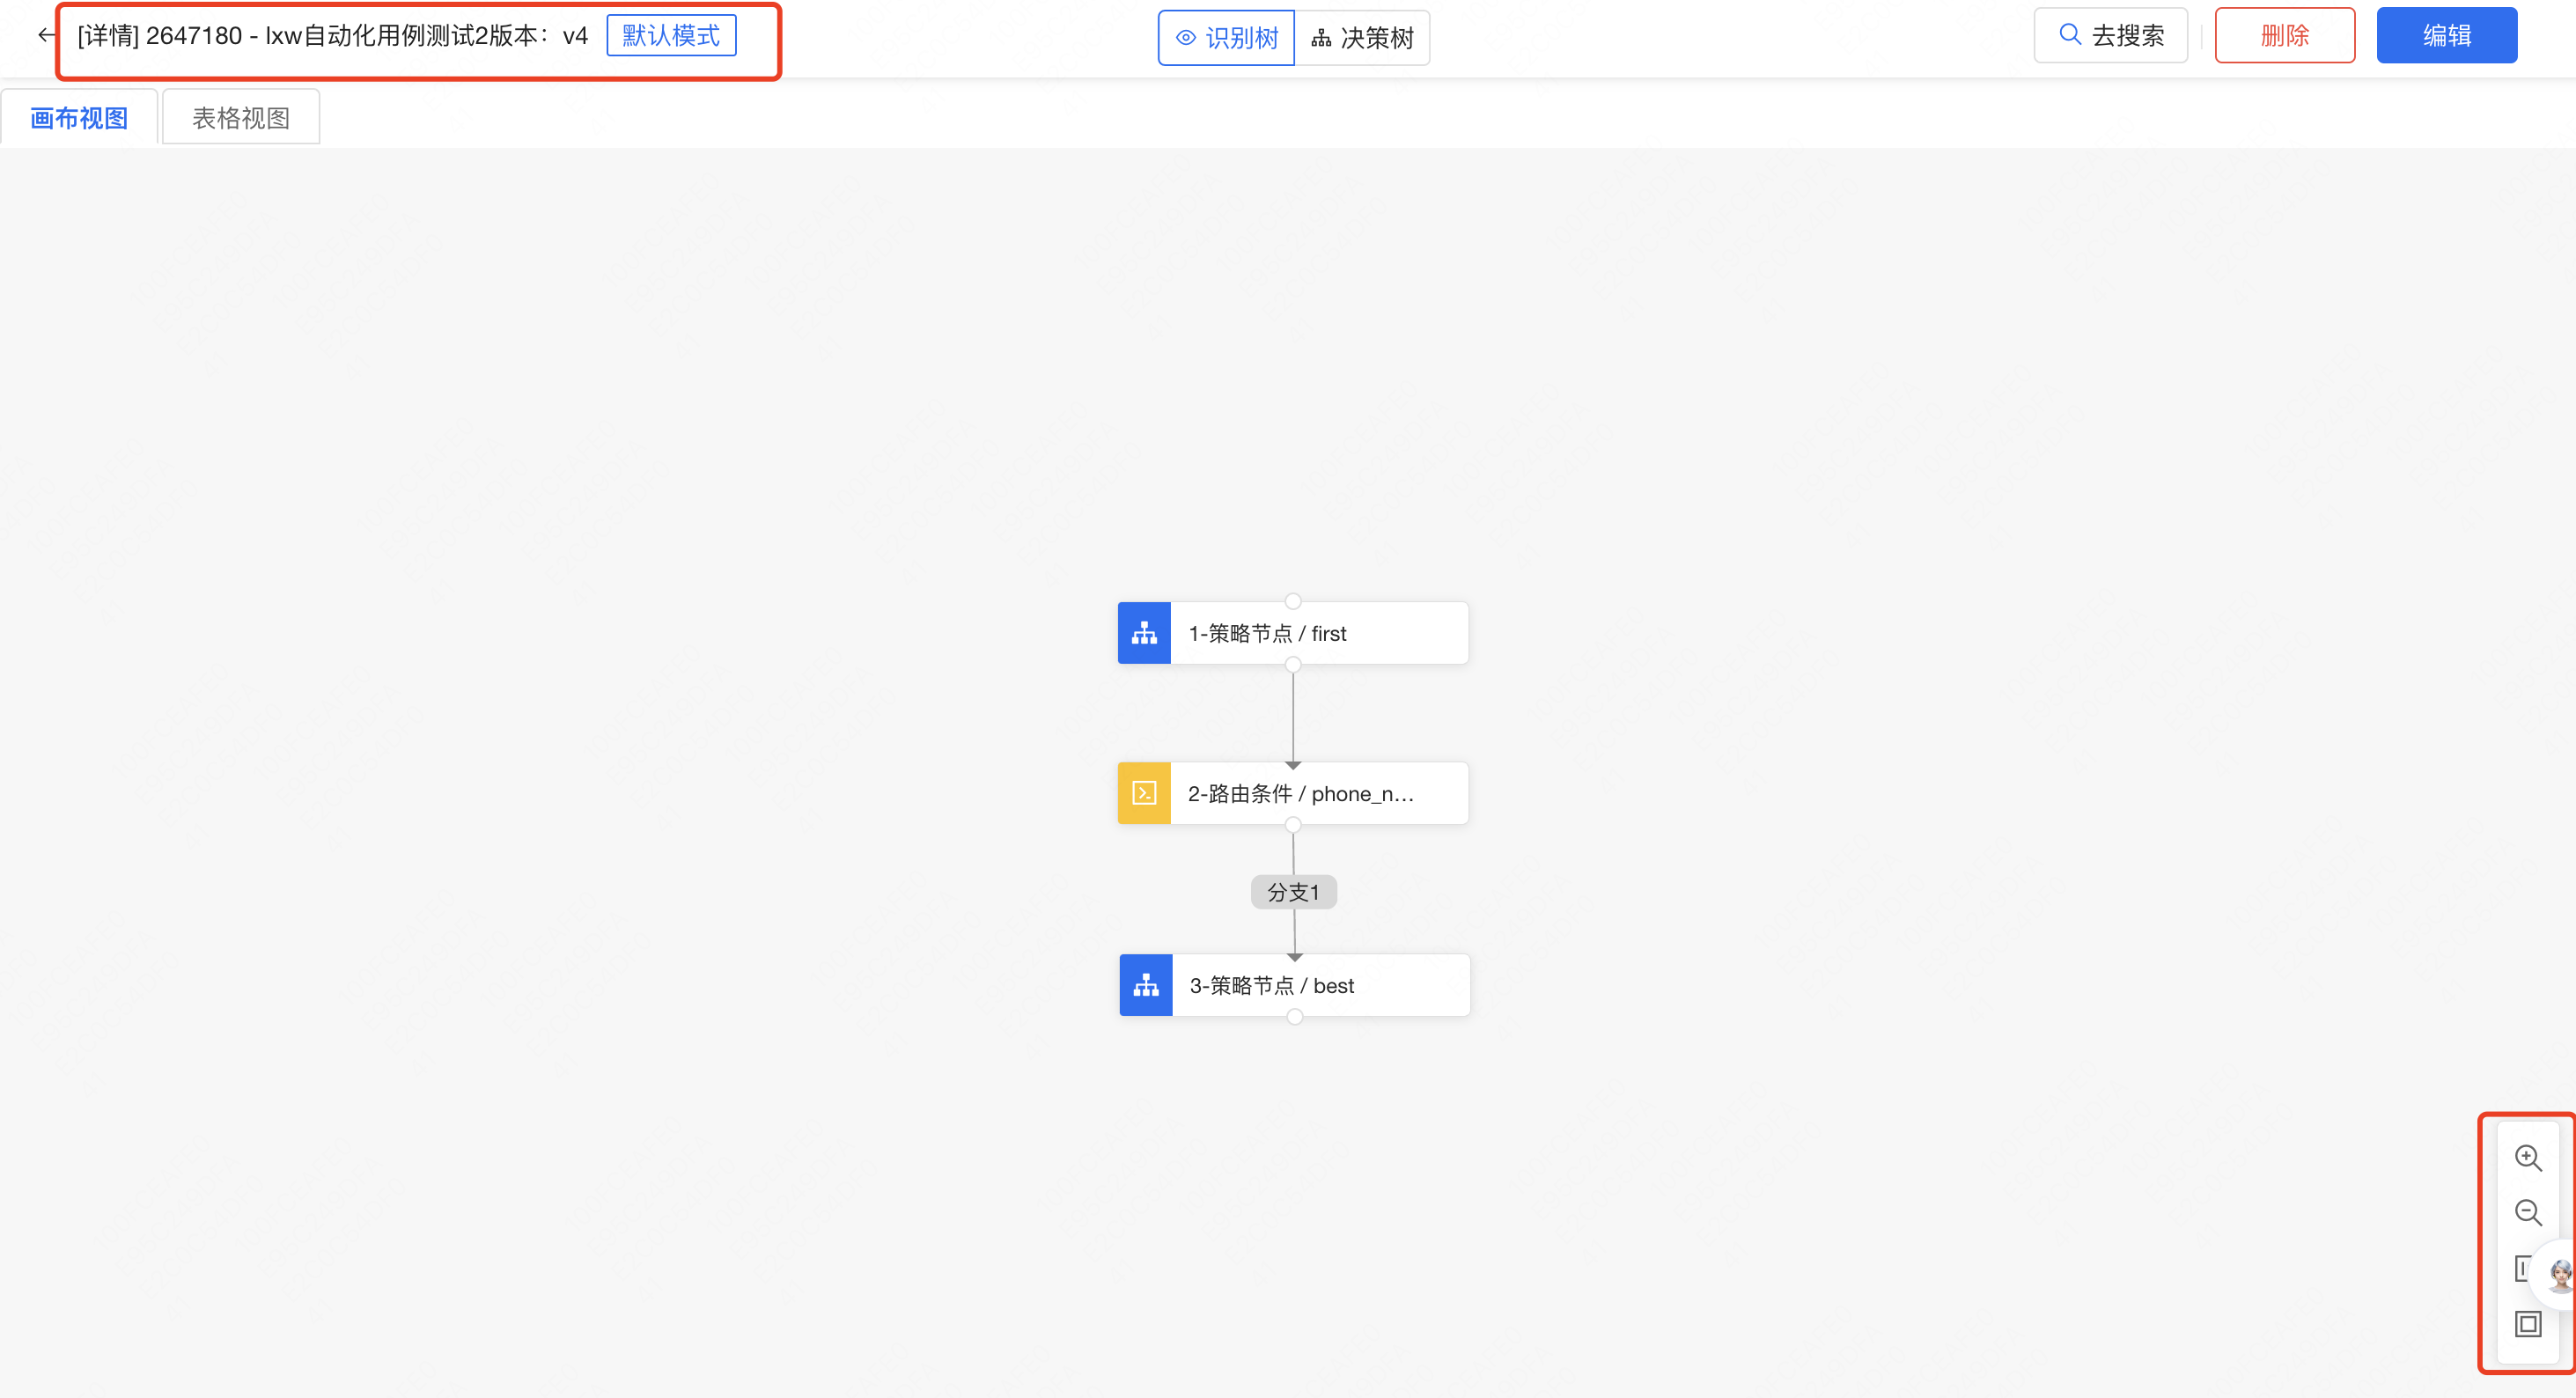 [详情] 2647180 - lxw自动化用例测试2版本：v4 默认模式
识别树 决策树
去搜索 删除 编辑
画布视图 表格视图
1-策略节点 / first
2-路由条件 / phone_n...
分支1
3-策略节点 / best